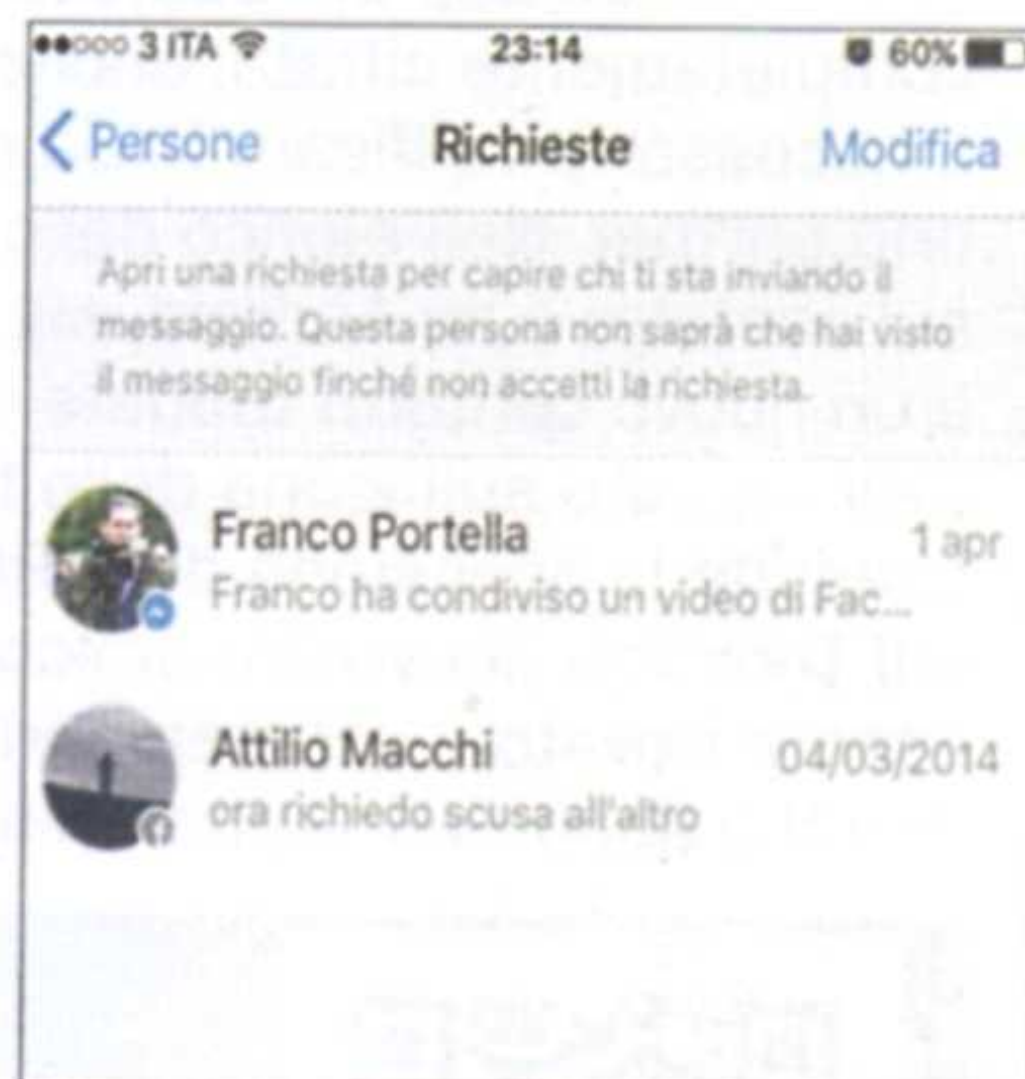 3 ITA 23:14 60%
Persone Richieste Modifica
Apri una richiesta per capire chi ti sta inviando il
messaggio. Questa persona non saprà che hai visto
il messaggio finché non accetti la richiesta.
Franco Portella 1 apr
Franco ha condiviso un video di Fac...
Attilio Macchi 04/03/2014
ora richiedo scusa all'altro